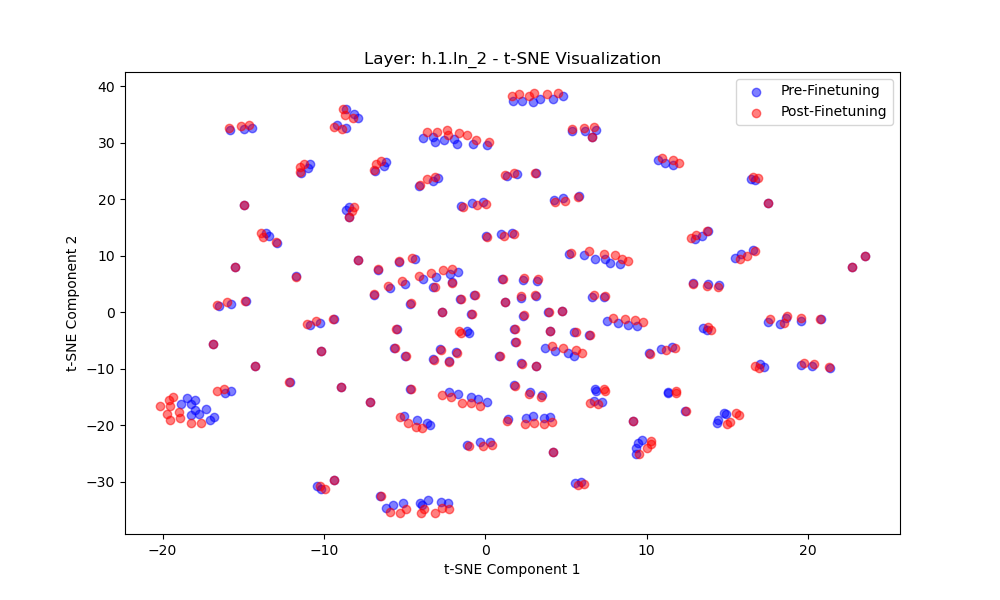 Layer: h.1.ln_2 - t-SNE Visualization
Pre-Finetuning
Post-Finetuning
t-SNE Component 2
40
30
20
10
0
−10
−20
−30
−20
−10
0
10
20
t-SNE Component 1